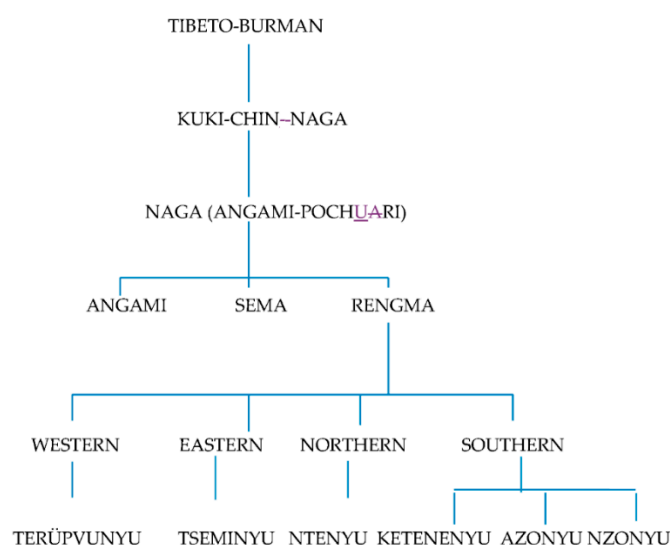 TIBETO-BURMAN
KUKI-CHIN-NAGA
NAGA (ANGAMI-POCHUARI)
ANGAMI SEMA RENGMA
WESTERN EASTERN NORTHERN SOUTHERN
TERÜPVUNYU TSEMINYU NTENYU KETENENYU AZONYU NZONYU